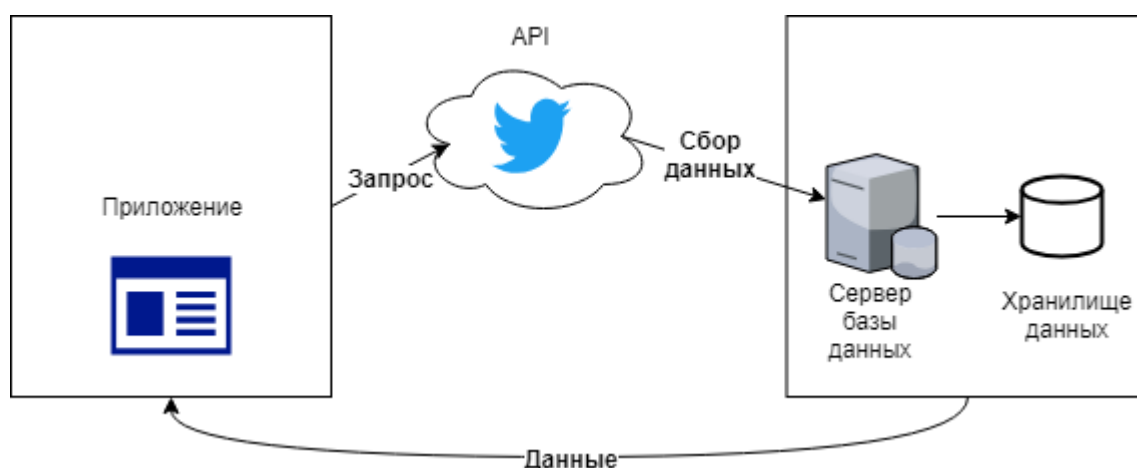 API
Запрос
Сбор
данных
Приложение
Сервер
базы
данных
Хранилище
данных
Данные